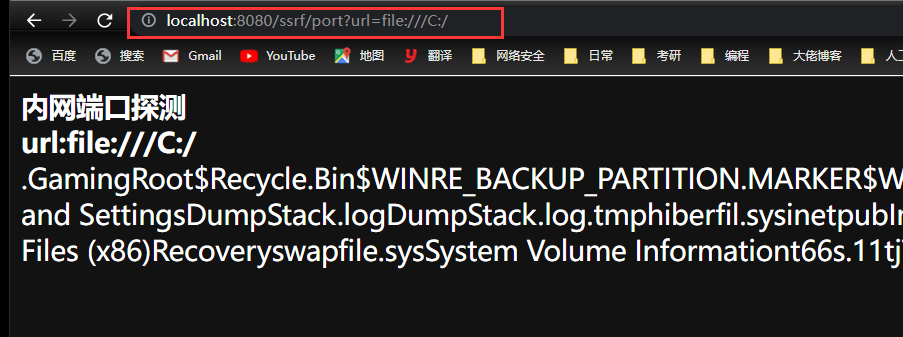 localhost:8080/ssrf/port?url=file:///C:/
百度 搜索 Gmail YouTube 地图 翻译 网络安全 日常 考研 编程 大佬博客 人工
内网端口探测
url:file:///C:/
.GamingRoot$Recycle.Bin$WINRE_BACKUP_PARTITION.MARKER$W
and SettingsDumpStack.logDumpStack.log.tmphiberfil.sysinetpubIn
Files (x86)Recoveryswapfile.sysSystem Volume Informationt66s.11tj